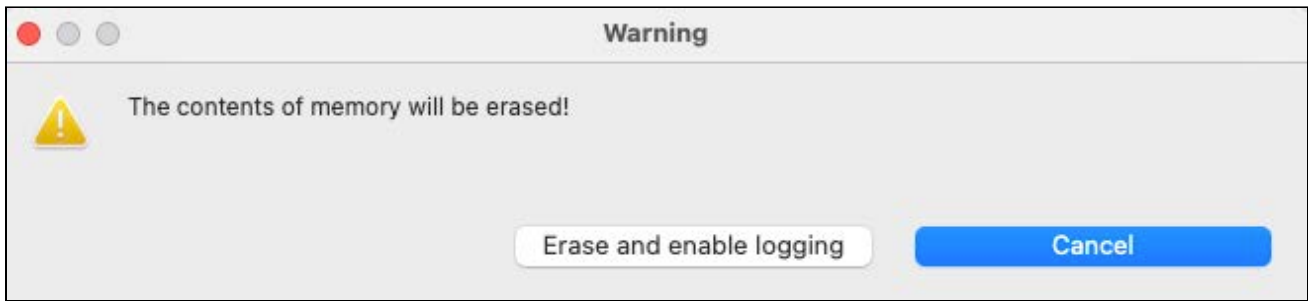 Warning
The contents of memory will be erased!
Erase and enable logging Cancel